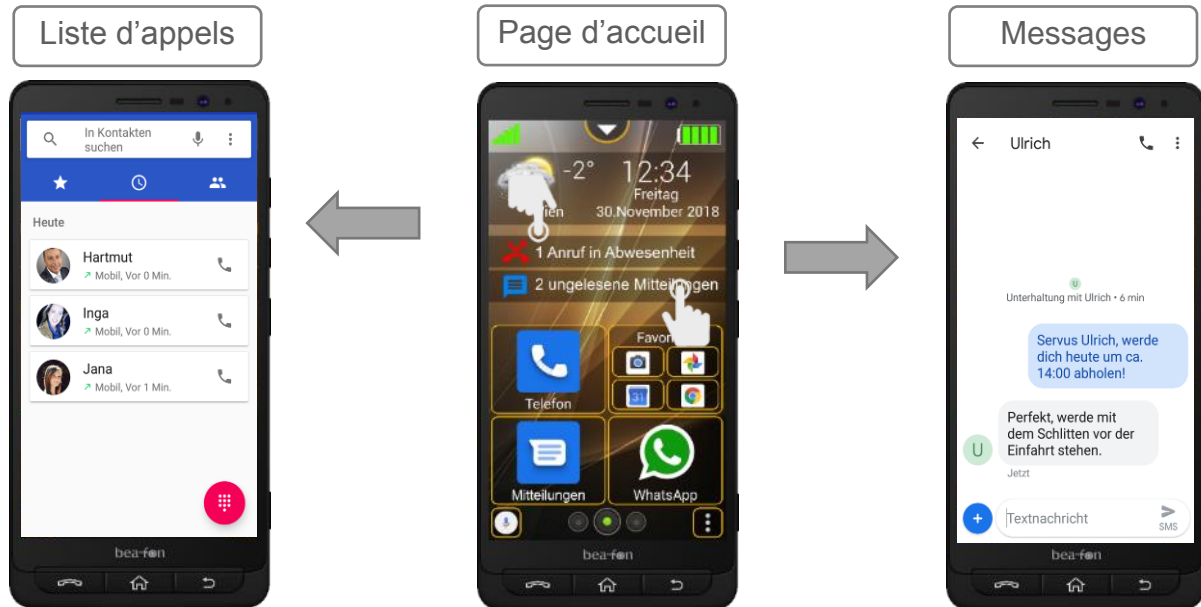 Liste d’appels
In Kontakten
suchen
Heute
Hartmut
Mobil, Vor 0 Min.
Inga
Mobil, Vor 0 Min.
Jana
Mobil, Vor 1 Min.
bea-fon
Page d’accueil
-2°
12:34
Freitag
30.November 2018
1 Anruf in Abwesenheit
2 ungelesene Mitteilungen
31
Telefon
Mitteilungen
WhatsApp
bea-fon
Messages
Ulrich
U
Unterhaltung mit Ulrich • 6 min
Servus Ulrich, werde
dich heute um ca.
14:00 abholen!
Perfekt, werde mit
dem Schlitten vor der
Einfahrt stehen.
U
Jetzt
+
Textnachricht
SMS
bea-fon